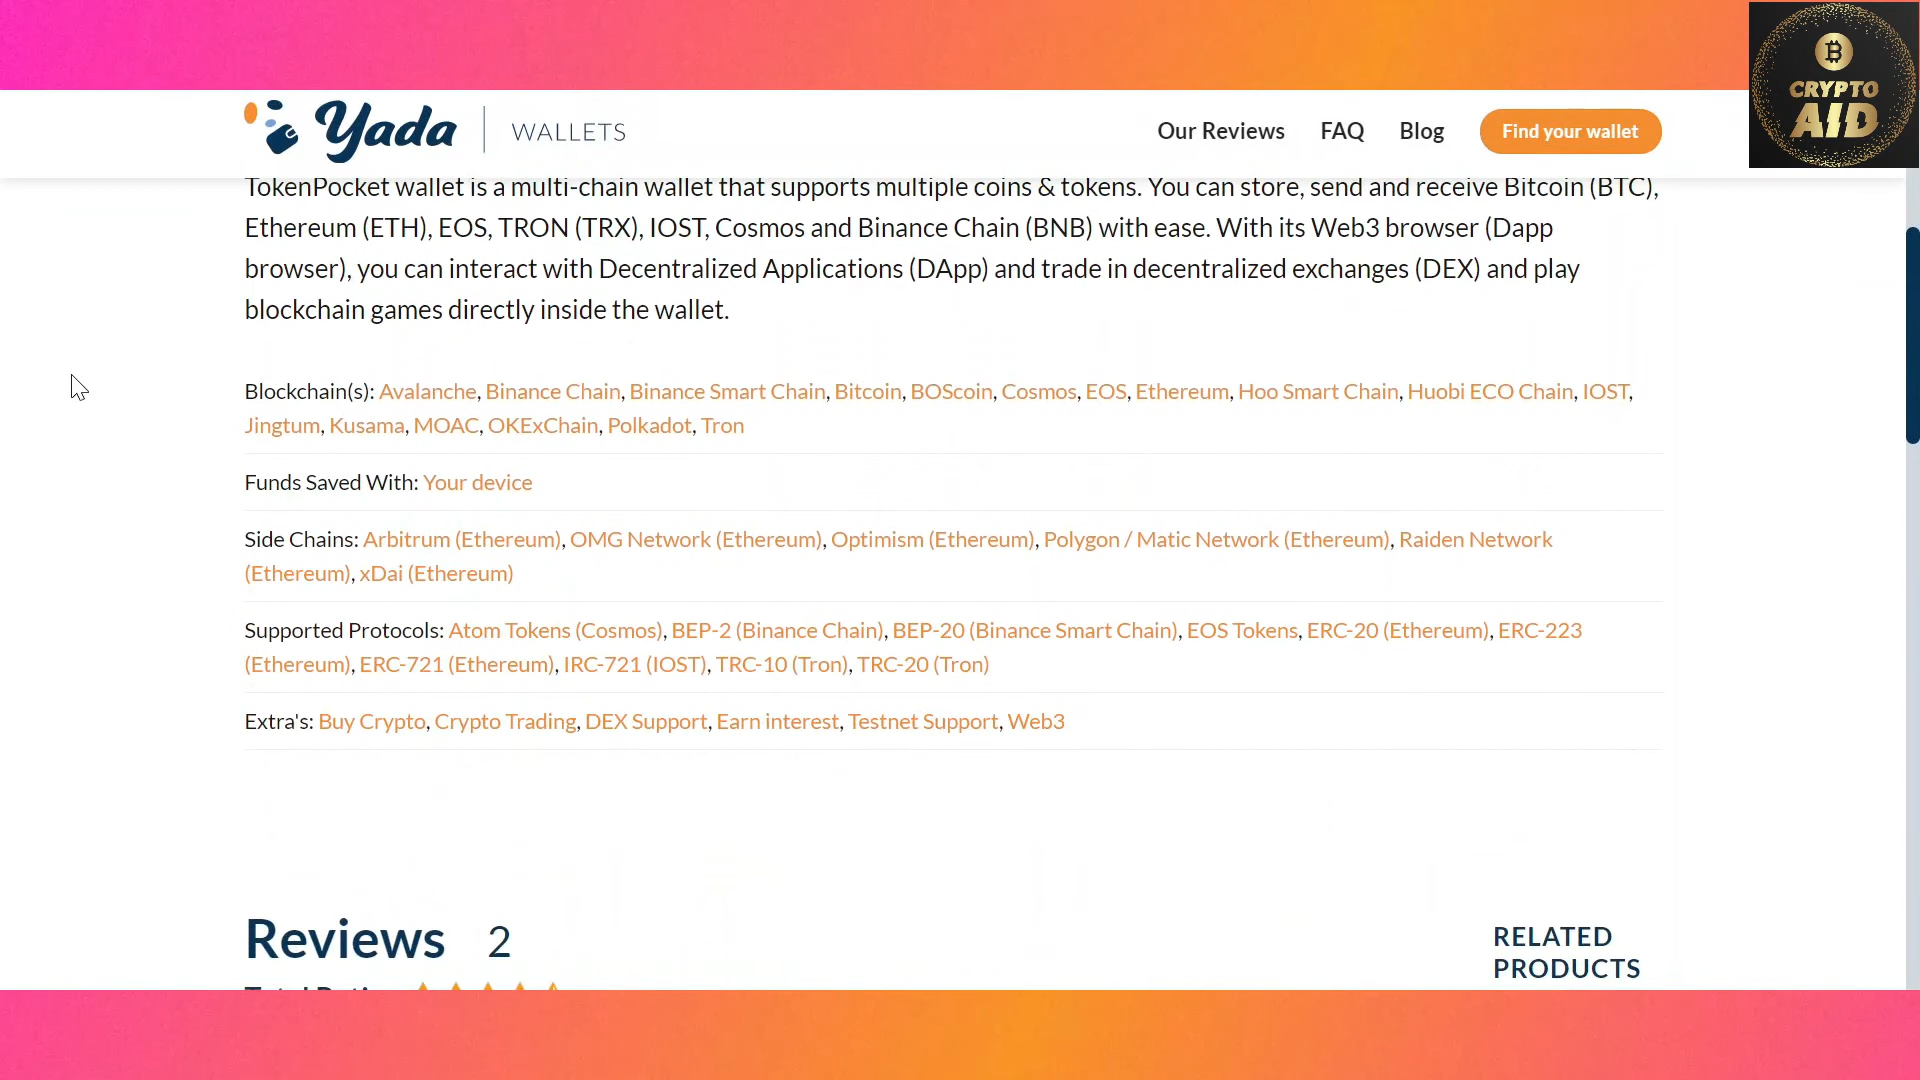 Yada WALLETS
Our Reviews FAQ Blog Find your wallet
CRYPTO
AID
TokenPocket wallet is a multi-chain wallet that supports multiple coins & tokens. You can store, send and receive Bitcoin (BTC),
Ethereum (ETH), EOS, TRON (TRX), IOST, Cosmos and Binance Chain (BNB) with ease. With its Web3 browser (Dapp
browser), you can interact with Decentralized Applications (DApp) and trade in decentralized exchanges (DEX) and play
blockchain games directly inside the wallet.
Blockchain(s): Avalanche, Binance Chain, Binance Smart Chain, Bitcoin, BOScoin, Cosmos, EOS, Ethereum, Hoo Smart Chain, Huobi ECO Chain, IOST,
Jingtum, Kusama, MOAC, OKExChain, Polkadot, Tron
Funds Saved With: Your device
Side Chains: Arbitrum (Ethereum), OMG Network (Ethereum), Optimism (Ethereum), Polygon / Matic Network (Ethereum), Raiden Network
(Ethereum), xDai (Ethereum)
Supported Protocols: Atom Tokens (Cosmos), BEP-2 (Binance Chain), BEP-20 (Binance Smart Chain), EOS Tokens, ERC-20 (Ethereum), ERC-223
(Ethereum), ERC-721 (Ethereum), IRC-721 (IOST), TRC-10 (Tron), TRC-20 (Tron)
Extra's: Buy Crypto, Crypto Trading, DEX Support, Earn interest, Testnet Support, Web3
Reviews 2
RELATED
PRODUCTS